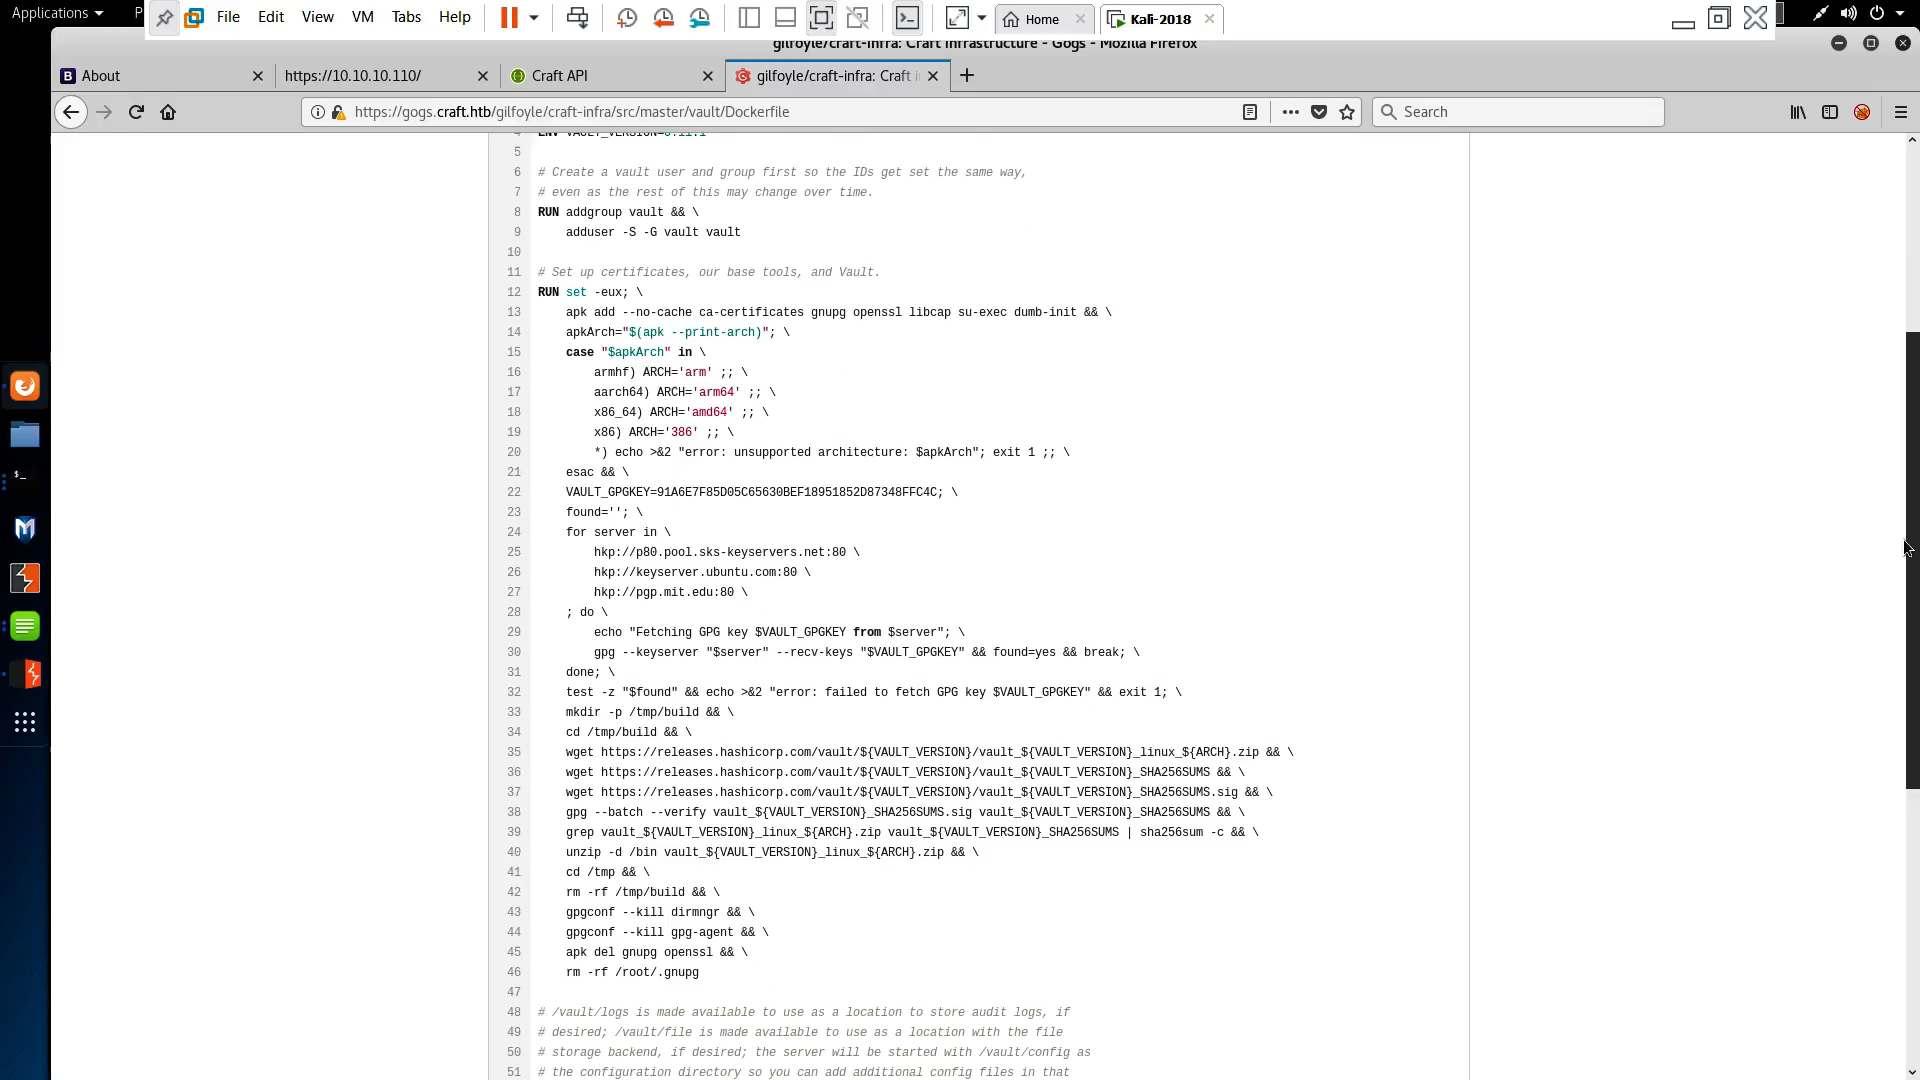 Applications
P
File Edit View VM Tabs Help
Home
Kali-2018
gilfoyle/craft-infra: Craft Infrastructure - Gogs - Mozilla Firefox
About
https://10.10.10.110/
Craft API
gilfoyle/craft-infra: Craft i
https://gogs.craft.htb/gilfoyle/craft-infra/src/master/vault/Dockerfile
Search
4 ENV VAULT_VERSION=0.11.1
5
6 # Create a vault user and group first so the IDs get set the same way,
7 # even as the rest of this may change over time.
8 RUN addgroup vault && \
9 adduser -S -G vault vault
10
11 # Set up certificates, our base tools, and Vault.
12 RUN set -eux; \
13 apk add --no-cache ca-certificates gnupg openssl libcap su-exec dumb-init && \
14 apkArch="$(apk --print-arch)"; \
15 case "$apkArch" in \
16 armhf) ARCH='arm' ;; \
17 aarch64) ARCH='arm64' ;; \
18 x86_64) ARCH='amd64' ;; \
19 x86) ARCH='386' ;; \
20 *) echo >&2 "error: unsupported architecture: $apkArch"; exit 1 ;; \
21 esac && \
22 VAULT_GPGKEY=91A6E7F85D05C65630BEF18951852D87348FFC4C; \
23 found=''; \
24 for server in \
25 hkp://p80.pool.sks-keyservers.net:80 \
26 hkp://keyserver.ubuntu.com:80 \
27 hkp://pgp.mit.edu:80 \
28 ; do \
29 echo "Fetching GPG key $VAULT_GPGKEY from $server"; \
30 gpg --keyserver "$server" --recv-keys "$VAULT_GPGKEY" && found=yes && break; \
31 done; \
32 test -z "$found" && echo >&2 "error: failed to fetch GPG key $VAULT_GPGKEY" && exit 1; \
33 mkdir -p /tmp/build && \
34 cd /tmp/build && \
35 wget https://releases.hashicorp.com/vault/${VAULT_VERSION}/vault_${VAULT_VERSION}_linux_${ARCH}.zip && \
36 wget https://releases.hashicorp.com/vault/${VAULT_VERSION}/vault_${VAULT_VERSION}_SHA256SUMS && \
37 wget https://releases.hashicorp.com/vault/${VAULT_VERSION}/vault_${VAULT_VERSION}_SHA256SUMS.sig && \
38 gpg --batch --verify vault_${VAULT_VERSION}_SHA256SUMS.sig vault_${VAULT_VERSION}_SHA256SUMS && \
39 grep vault_${VAULT_VERSION}_linux_${ARCH}.zip vault_${VAULT_VERSION}_SHA256SUMS | sha256sum -c && \
40 unzip -d /bin vault_${VAULT_VERSION}_linux_${ARCH}.zip && \
41 cd /tmp && \
42 rm -rf /tmp/build && \
43 gpgconf --kill dirmngr && \
44 gpgconf --kill gpg-agent && \
45 apk del gnupg openssl && \
46 rm -rf /root/.gnupg
47
48 # /vault/logs is made available to use as a location to store audit logs, if
49 # desired; /vault/file is made available to use as a location with the file
50 # storage backend, if desired; the server will be started with /vault/config as
51 # the configuration directory so you can add additional config files in that